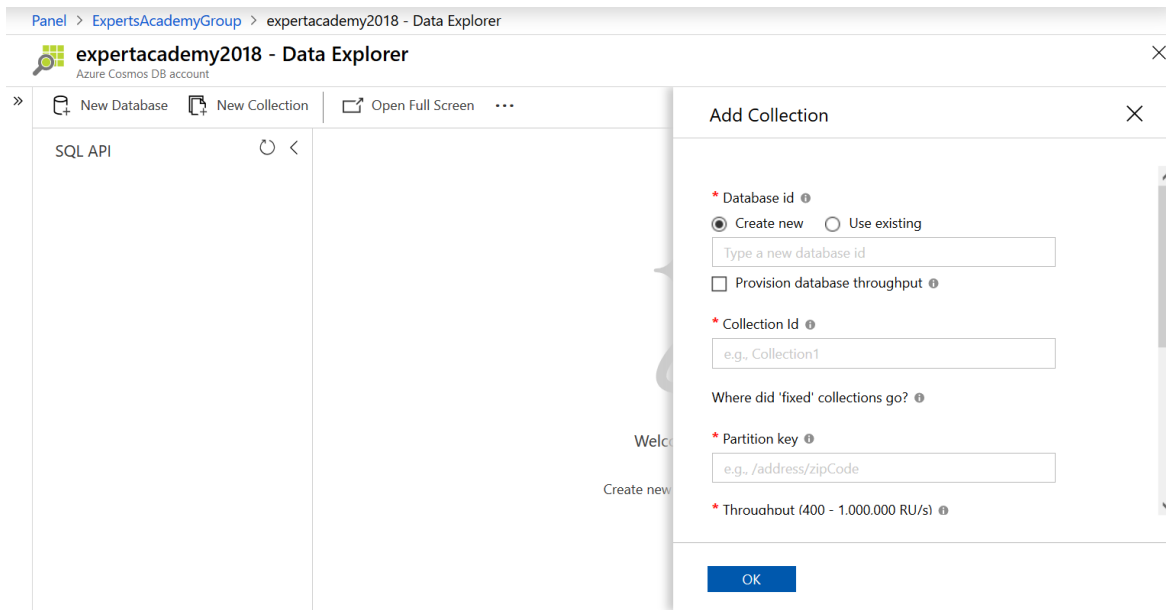 Panel > ExpertsAcademyGroup > expertacademy2018 - Data Explorer
expertacademy2018 - Data Explorer
Azure Cosmos DB account
New Database New Collection Open Full Screen
SQL API
Welc
Create new
Add Collection
* Database id
Create new Use existing
Type a new database id
Provision database throughput
* Collection Id
e.g., Collection1
Where did 'fixed' collections go?
* Partition key
e.g., /address/zipCode
* Throughput (400 - 1.000.000 RU/s)
OK